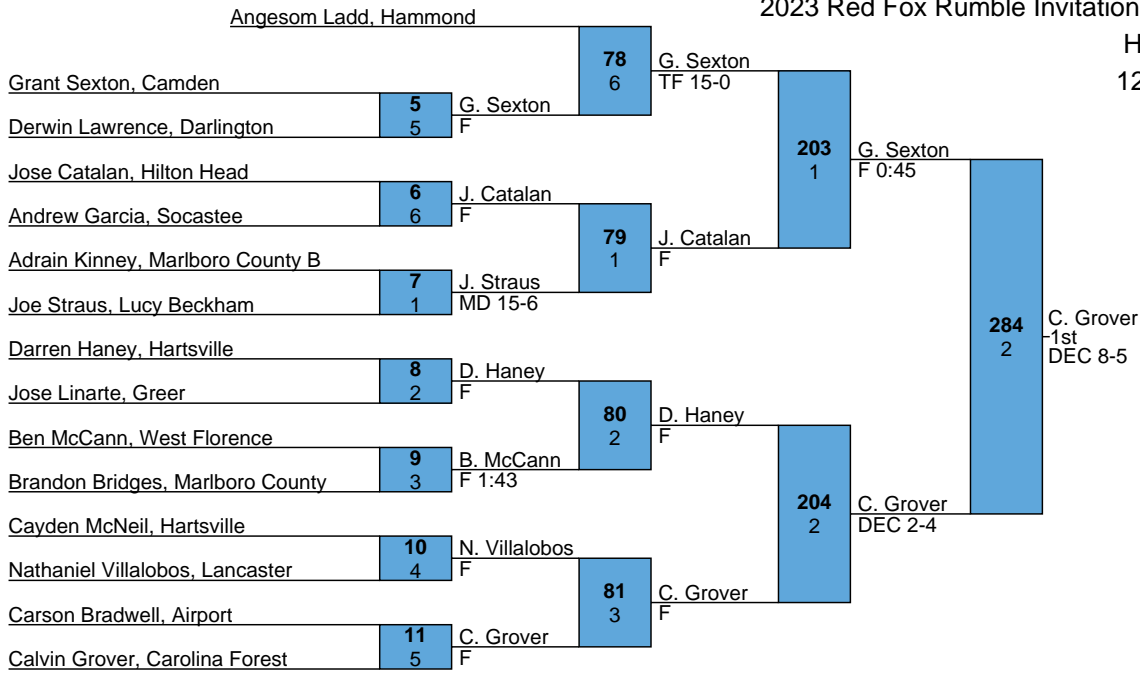 2023 Red Fox Rumble Invitation
H
12
Angesom Ladd, Hammond
78
6
G. Sexton
TF 15-0
Grant Sexton, Camden
5
5
G. Sexton
F
Derwin Lawrence, Darlington
203
1
G. Sexton
F 0:45
Jose Catalan, Hilton Head
6
6
J. Catalan
F
Andrew Garcia, Socastee
79
1
J. Catalan
F
Adrain Kinney, Marlboro County B
7
1
J. Straus
MD 15-6
Joe Straus, Lucy Beckham
284
2
C. Grover
1st
DEC 8-5
Darren Haney, Hartsville
8
2
D. Haney
F
Jose Linarte, Greer
80
2
D. Haney
F
Ben McCann, West Florence
9
3
B. McCann
F 1:43
Brandon Bridges, Marlboro County
204
2
C. Grover
DEC 2-4
Cayden McNeil, Hartsville
10
4
N. Villalobos
F
Nathaniel Villalobos, Lancaster
81
3
C. Grover
F
Carson Bradwell, Airport
11
5
C. Grover
F
Calvin Grover, Carolina Forest